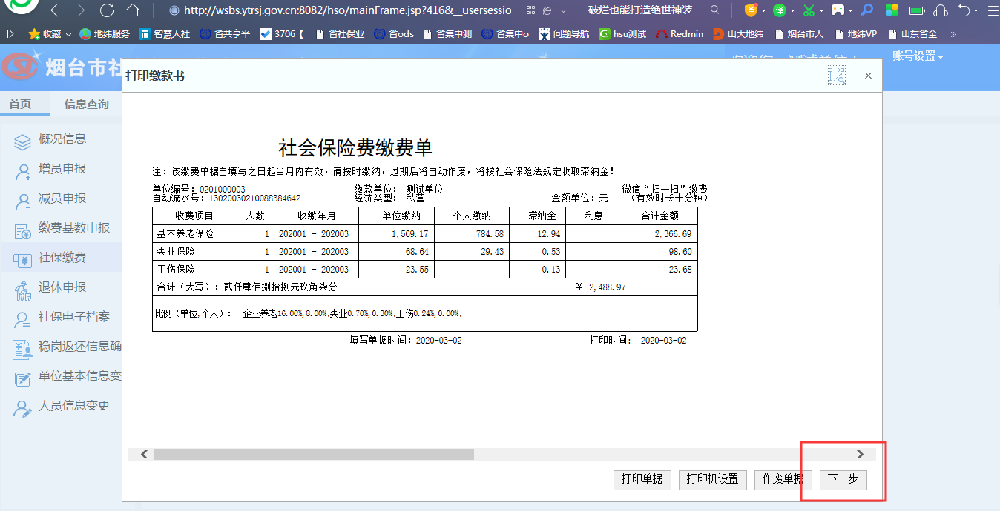 http://wsbs.ytrsj.gov.cn:8082/hso/mainFrame.jsp?416&__usersessio 破烂也能打造绝世神装
收藏 地纬服务 智慧人社 省共享平 3706【 省社保业 省ods 省集中测 省集中o 问题导航 hsu测试 Redmin 山大地纬 烟台市人 地纬VP 山东省全 »
烟台市社 账号设置
打印缴款书 ×
首页 信息查询
概况信息
增员申报
减员申报
缴费基数申报
社保缴费
退休申报
社保电子档案
稳岗返还信息确
单位基本信息变
人员信息变更
社会保险费缴费单
注：该缴费单据自填写之日起当月内有效，请按时缴纳，过期后将自动作废，将按社会保险法规定收取滞纳金！
单位编号：0201000003 缴款单位： 测试单位 微信“扫一扫”缴费
自动流水号：13020030210088384642 经济类型： 私营 金额单位：元 （有效时长十分钟）
收费项目 人数 收缴年月 单位缴纳 个人缴纳 滞纳金 利息 合计金额
基本养老保险 1 202001 - 202003 1,569.17 784.58 12.94 2,366.69
失业保险 1 202001 - 202003 68.64 29.43 0.53 98.60
工伤保险 1 202001 - 202003 23.55 0.13 23.68
合计（大写）：贰仟肆佰捌拾捌元玖角柒分 ￥ 2,488.97
比例（单位,个人）： 企业养老16.00%,8.00%;失业0.70%,0.30%;工伤0.24%,0.00%;
填写单据时间：2020-03-02 打印时间： 2020-03-02
打印单据 打印机设置 作废单据 下一步